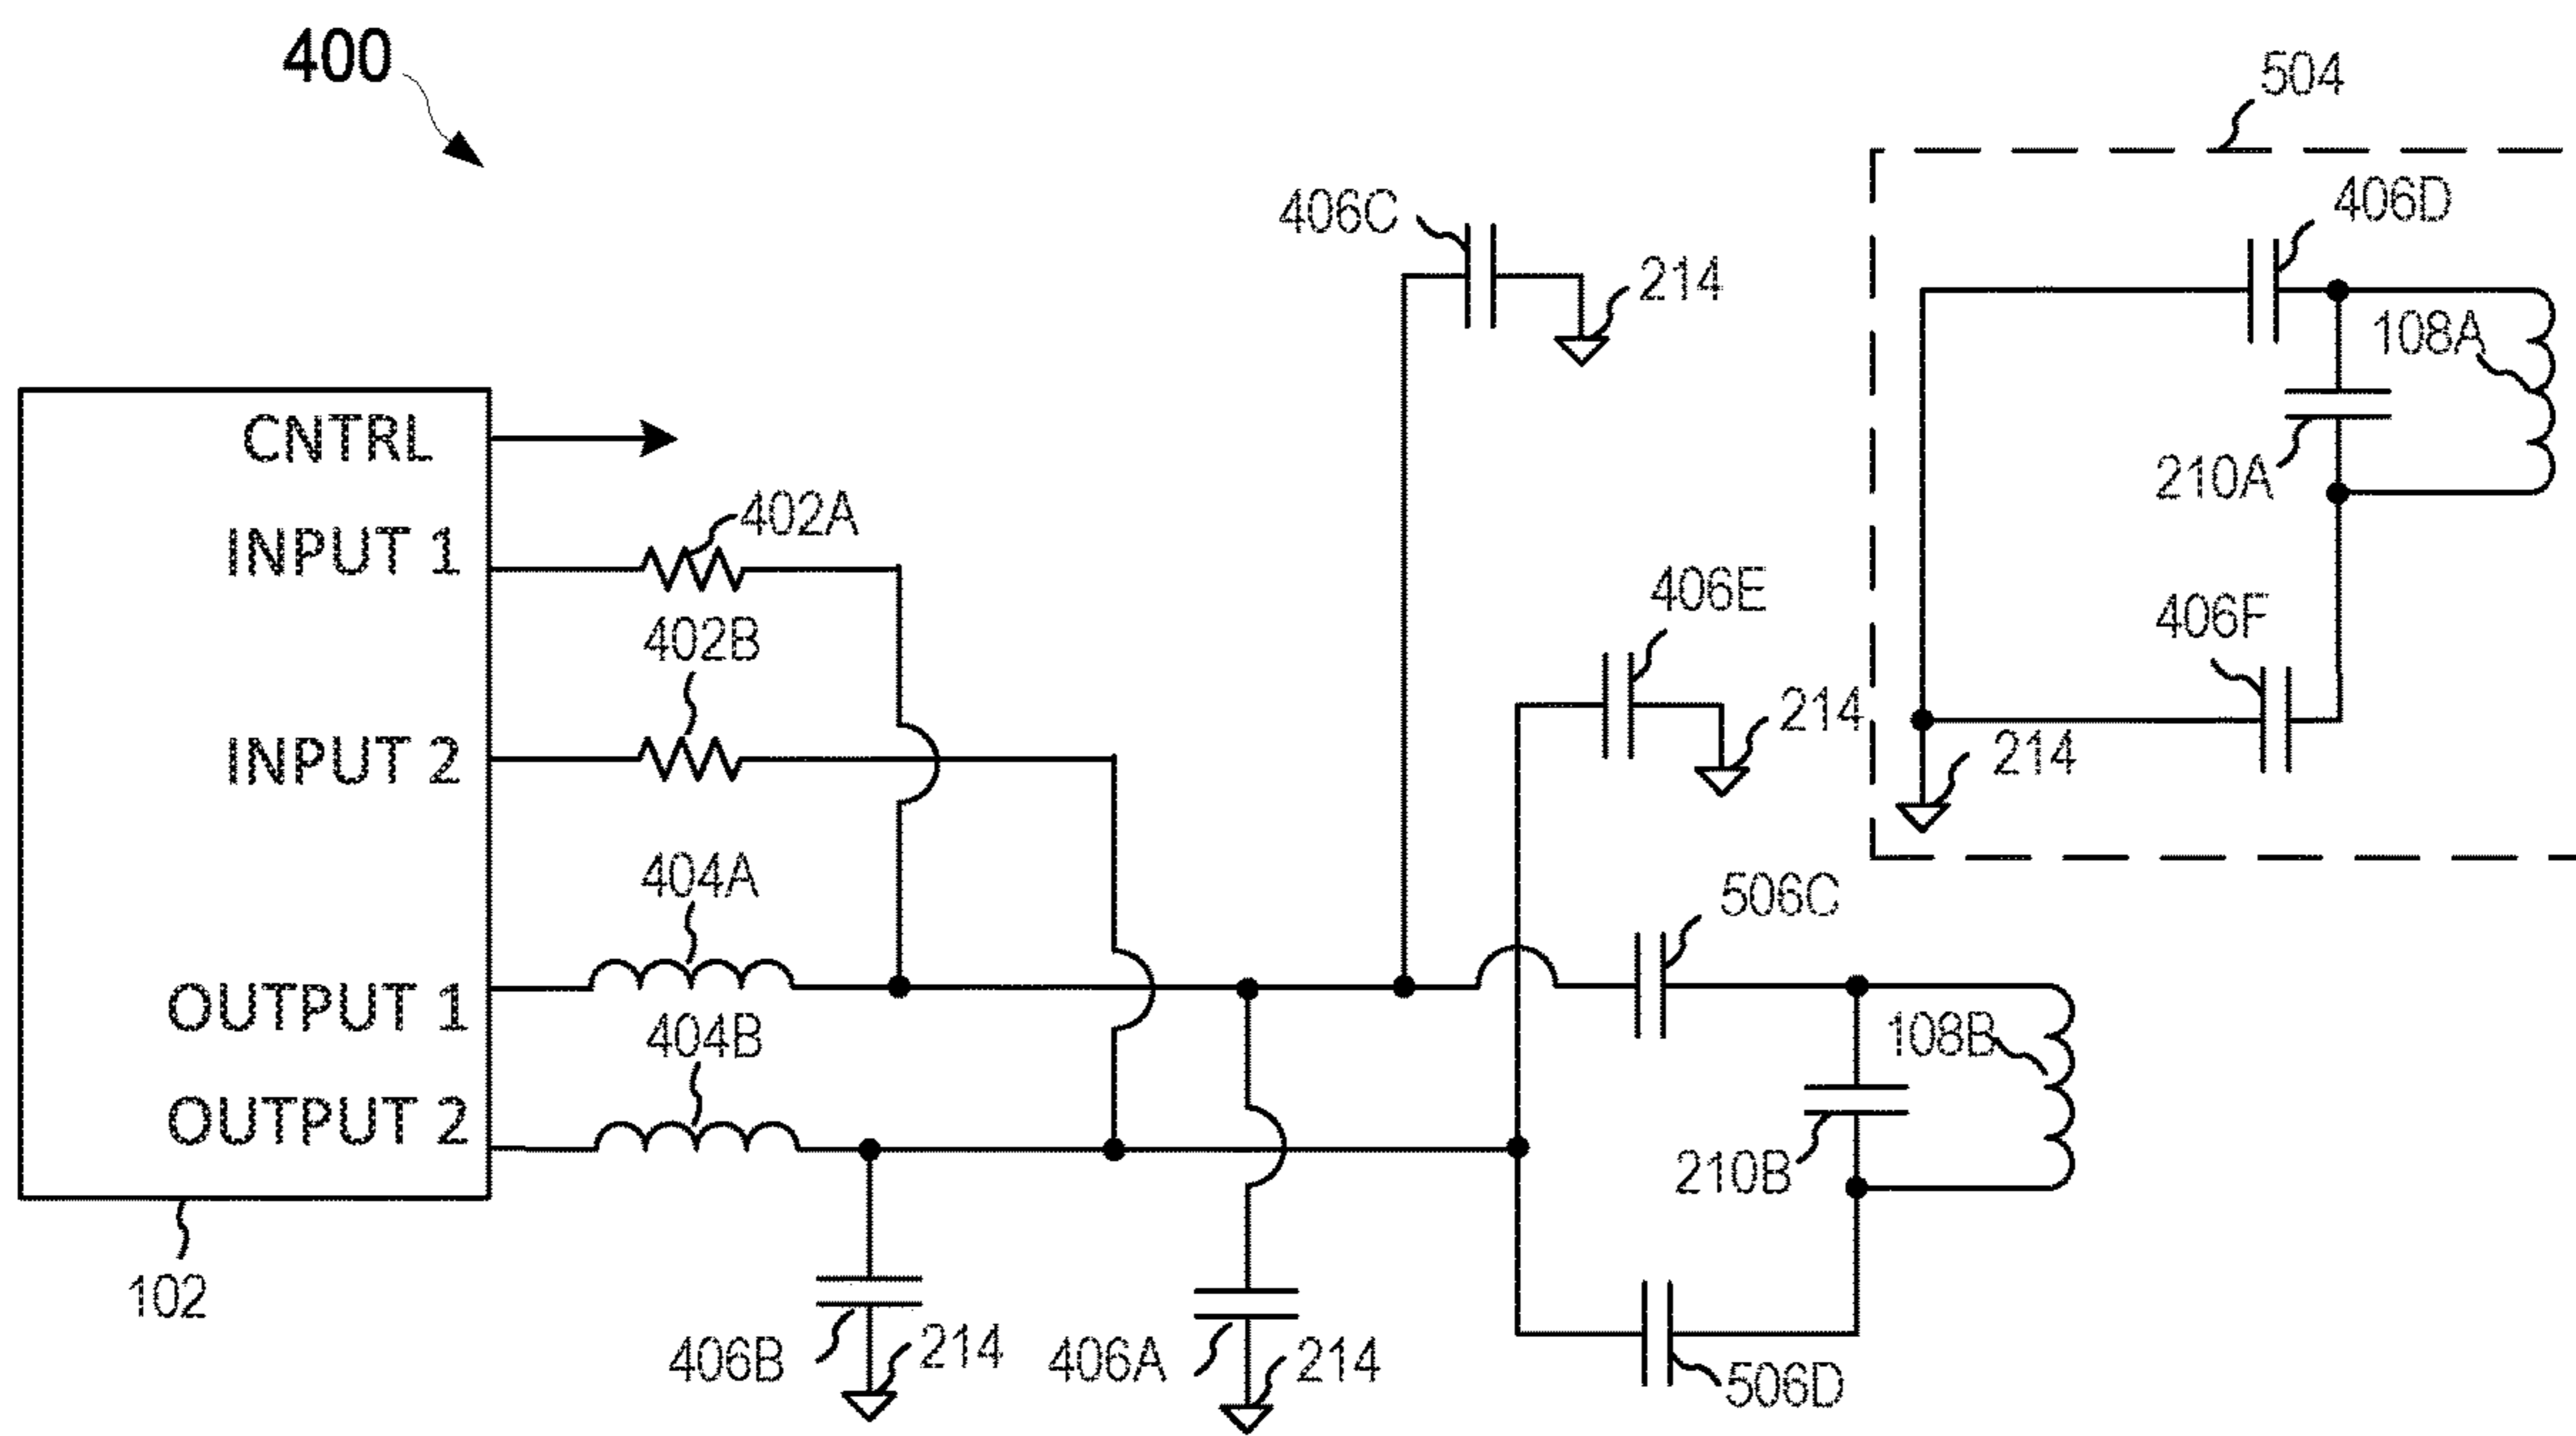 400
504
406C
406D
214
108A
CNTRL
210A
402A
INPUT 1
406E
406F
402B
214
INPUT 2
214
404A
506C
OUTPUT 1
404B
108B
OUTPUT 2
210B
102
406B
214
406A
214
506D